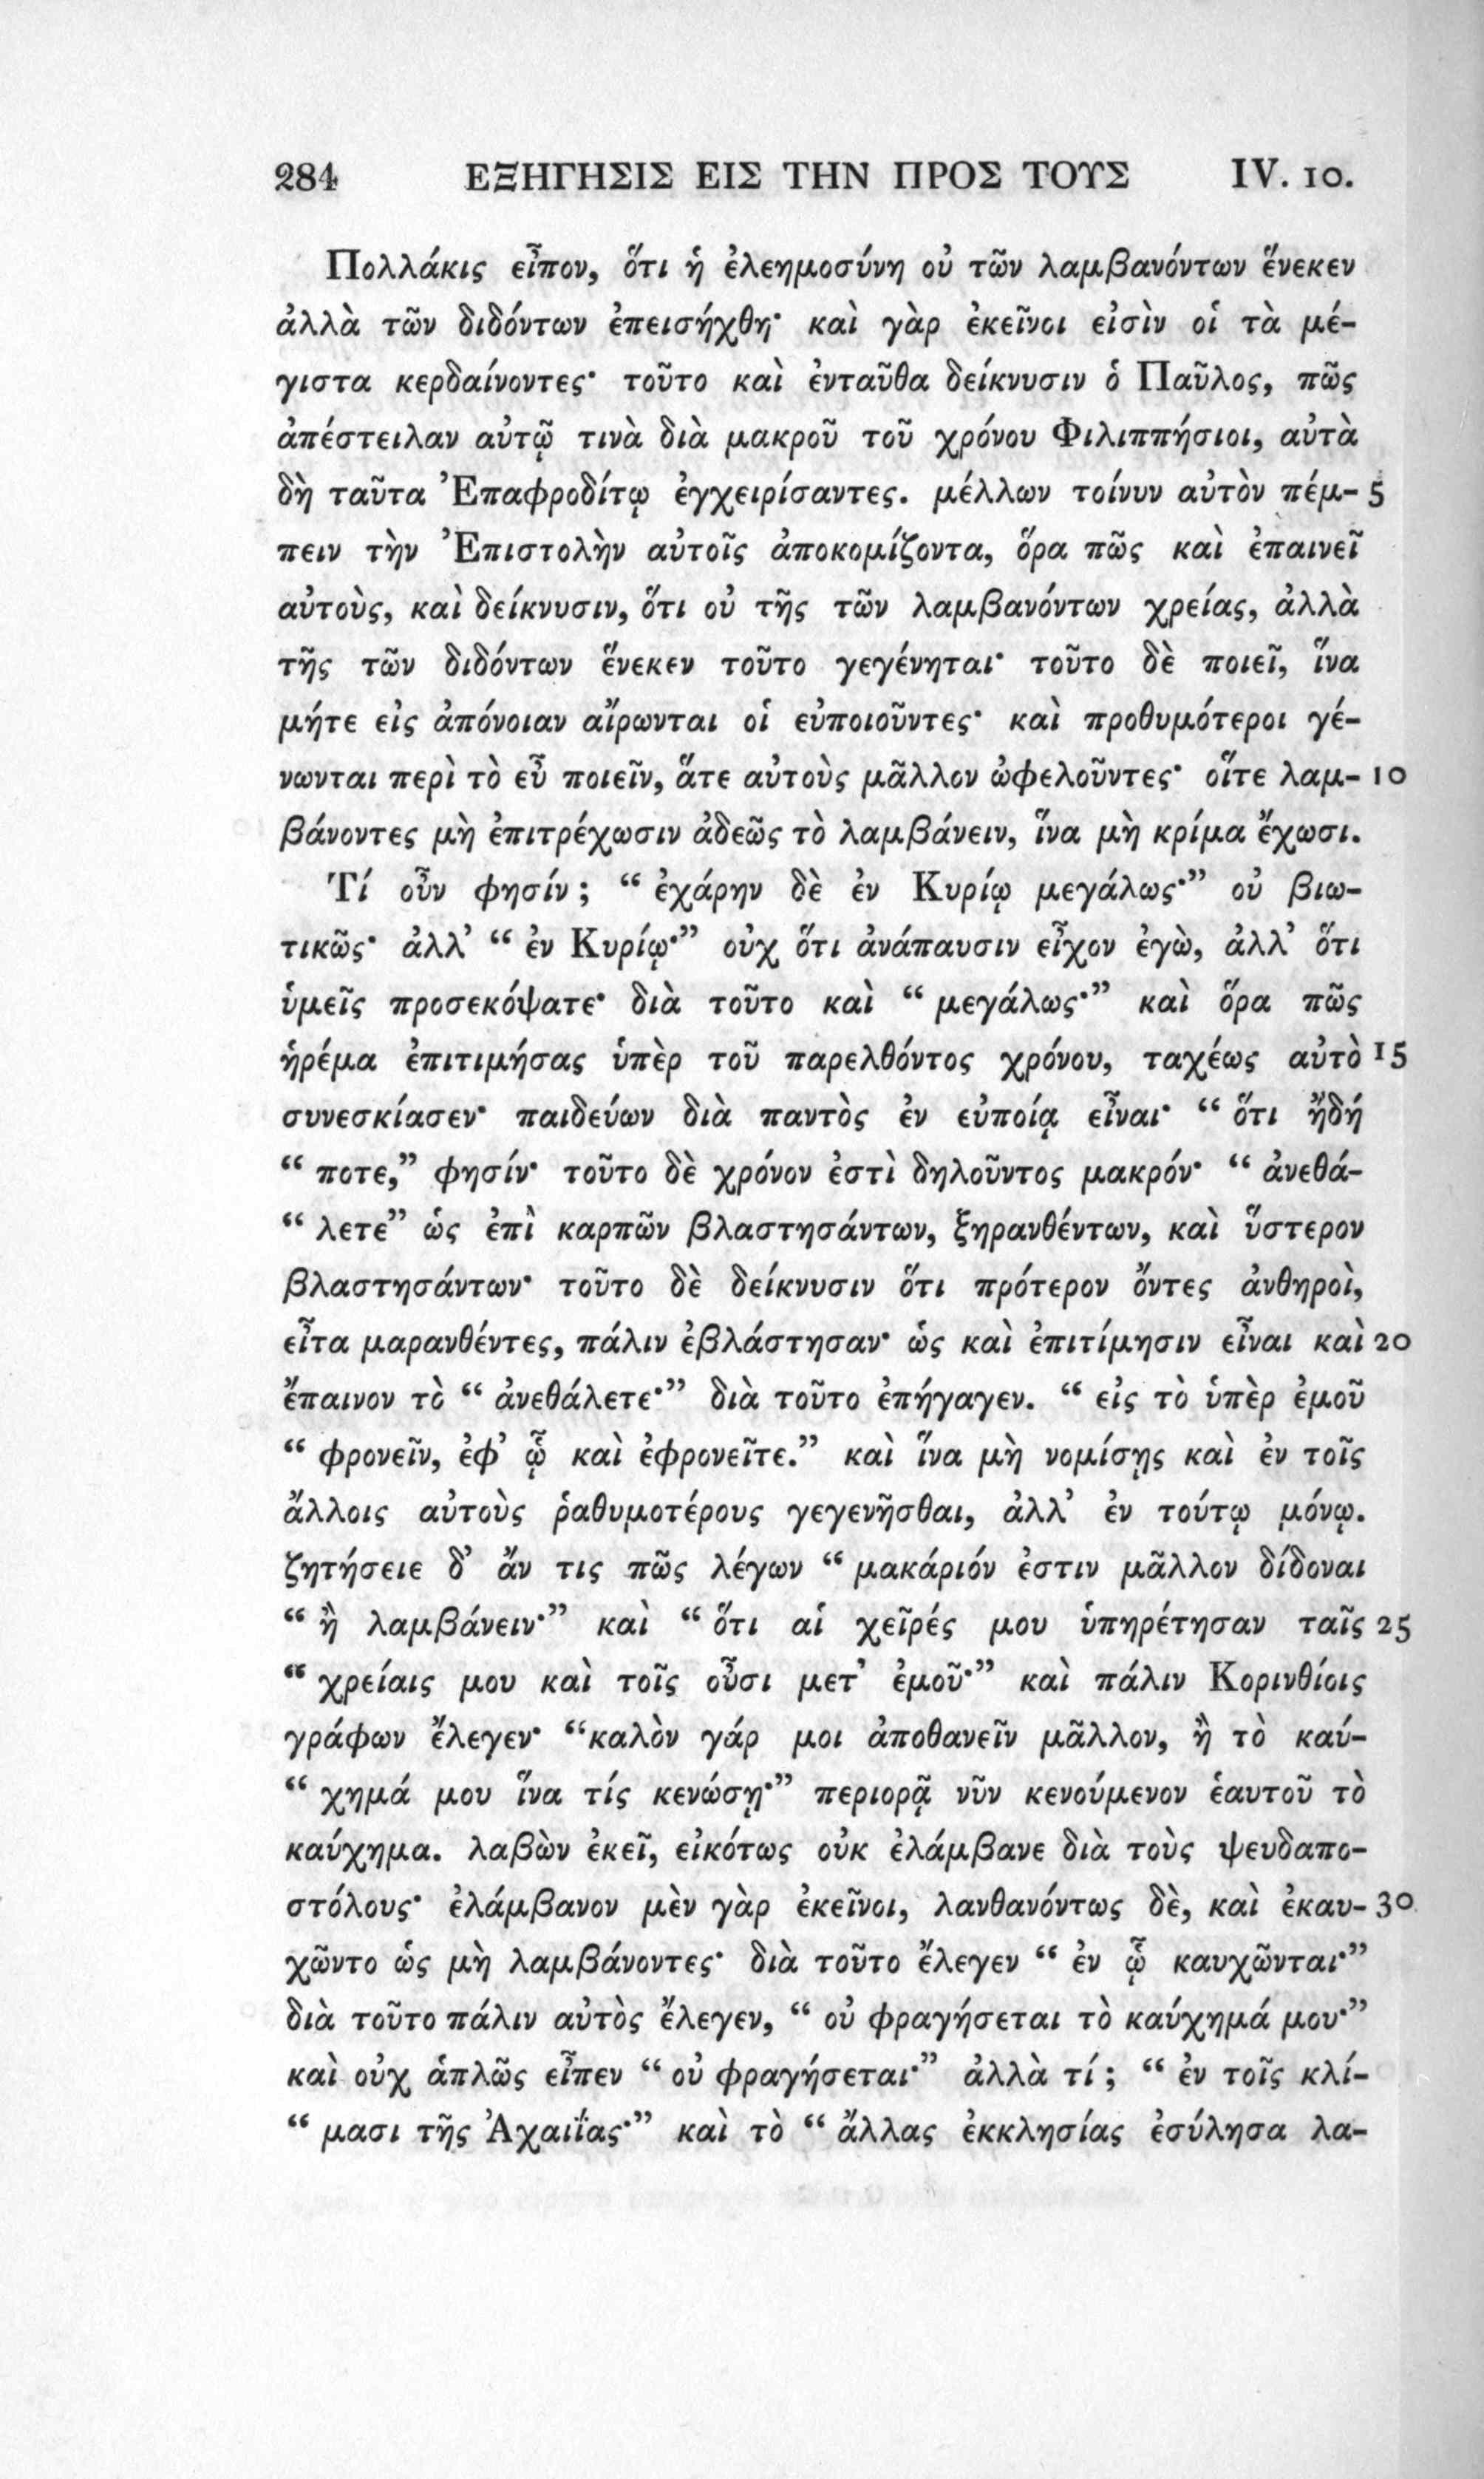 284 ΕΞΗΓΗΣΙΣ ΕΙΣ ΤΗΝ ΠΡΟΣ ΤΟΥΣ IV. 10.
Πολλάκις εἶπον, ὅτι ἡ ἐλεημοσύνη οὐ τῶν λαμβανόντων ἕνεκεν
ἀλλὰ τῶν διδόντων ἐπεισήχθη· καὶ γὰρ ἐκεῖνοι εἰσὶν οἱ τὰ μέ-
γιστα κερδαίνοντες· τοῦτο καὶ ἐνταῦθα δείκνυσιν ὁ Παῦλος, πῶς
ἀπέστειλαν αὐτῷ τινὰ διὰ μακροῦ τοῦ χρόνου Φιλιππήσιοι, αὐτὰ
δὴ ταῦτα Ἐπαφροδίτῳ ἐγχειρίσαντες. μέλλων τοίνυν αὐτὸν πέμ- 5
πειν τὴν Ἐπιστολὴν αὐτοῖς ἀποκομίζοντα, ὅρα πῶς καὶ ἐπαινεῖ
αὐτοὺς, καὶ δείκνυσιν, ὅτι οὐ τῆς τῶν λαμβανόντων χρείας, ἀλλὰ
τῆς τῶν διδόντων ἕνεκεν τοῦτο γεγένηται· τοῦτο δὲ ποιεῖ, ἵνα
μήτε εἰς ἀπόνοιαν αἴρωνται οἱ εὐποιοῦντες· καὶ προθυμότεροι γέ-
νωνται περὶ τὸ εὖ ποιεῖν, ἅτε αὐτοὺς μᾶλλον ὠφελοῦντες· οἵτε λαμ- 10
βάνοντες μὴ ἐπιτρέχωσιν ἀδεῶς τὸ λαμβάνειν, ἵνα μὴ κρίμα ἔχωσι.
Τί οὖν φησίν ; “ ἐχάρην δὲ ἐν Κυρίῳ μεγάλως·” οὐ βιω-
τικῶς· ἀλλ’ “ ἐν Κυρίῳ·” οὐχ ὅτι ἀνάπαυσιν εἶχον ἐγὼ, ἀλλ’ ὅτι
ὑμεῖς προσεκόψατε· διὰ τοῦτο καὶ “ μεγάλως·” καὶ ὅρα πῶς
ἠρέμα ἐπιτιμήσας ὑπὲρ τοῦ παρελθόντος χρόνου, ταχέως αὐτὸ 15
συνεσκίασεν· παιδεύων διὰ παντὸς ἐν εὐποίᾳ εἶναι· “ ὅτι ἤδή
“ ποτε,” φησίν· τοῦτο δὲ χρόνον ἐστὶ δηλοῦντος μακρόν· “ ἀνεθά-
“ λετε” ὡς ἐπὶ καρπῶν βλαστησάντων, ξηρανθέντων, καὶ ὕστερον
βλαστησάντων· τοῦτο δὲ δείκνυσιν ὅτι πρότερον ὄντες ἀνθηροὶ,
εἶτα μαρανθέντες, πάλιν ἐβλάστησαν· ὡς καὶ ἐπιτίμησιν εἶναι καὶ 20
ἔπαινον τὸ “ ἀνεθάλετε·” διὰ τοῦτο ἐπήγαγεν. “ εἰς τὸ ὑπὲρ ἐμοῦ
“ φρονεῖν, ἐφ’ ᾧ καὶ ἐφρονεῖτε.” καὶ ἵνα μὴ νομίσῃς καὶ ἐν τοῖς
ἄλλοις αὐτοὺς ῥαθυμοτέρους γεγενῆσθαι, ἀλλ’ ἐν τούτῳ μόνῳ.
ζητήσειε δ’ ἄν τις πῶς λέγων “ μακάριόν ἐστιν μᾶλλον δίδοναι
“ ἢ λαμβάνειν·” καὶ “ ὅτι αἱ χεῖρές μου ὑπηρέτησαν ταῖς 25
“ χρείαις μου καὶ τοῖς οὖσι μετ’ ἐμοῦ·” καὶ πάλιν Κορινθίοις
γράφων ἔλεγεν· “καλὸν γάρ μοι ἀποθανεῖν μᾶλλον, ἢ τὸ καύ-
“ χημά μου ἵνα τίς κενώσῃ·” περιορᾷ νῦν κενούμενον ἑαυτοῦ τὸ
καύχημα. λαβὼν ἐκεῖ, εἰκότως οὐκ ἐλάμβανε διὰ τοὺς ψευδαπο-
στόλους· ἐλάμβανον μὲν γὰρ ἐκεῖνοι, λανθανόντως δὲ, καὶ ἐκαυ- 30
χῶντο ὡς μὴ λαμβάνοντες· διὰ τοῦτο ἔλεγεν “ ἐν ᾧ καυχῶνται·”
διὰ τοῦτο πάλιν αὐτὸς ἔλεγεν, “ οὐ φραγήσεται τὸ καύχημά μου·”
καὶ οὐχ ἁπλῶς εἶπεν “ οὐ φραγήσεται·” ἀλλὰ τί ; “ ἐν τοῖς κλί-
“ μασι τῆς Ἀχαιΐας·” καὶ τὸ “ ἄλλας ἐκκλησίας ἐσύλησα λα-